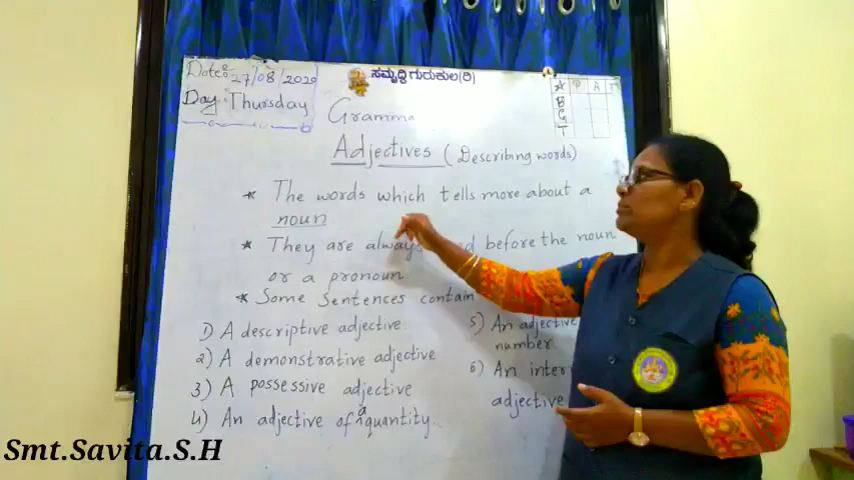 Date: 27/08/2020
Day: Thursday
ಸಮೃದ್ಧಿ ಗುರುಕುಲ(ರಿ)
P A T
B
G
T
Gramma
Adjectives (Describing words)
* The words which tells more about a
noun
* They are always before the noun
or a pronoun.
* Some Sentences contain
1) A descriptive adjective
2) A demonstrative adjective
3) A possessive adjective
4) An adjective of a quantity.
5) An adjective
number
6) An inter
adjective
Smt.Savita.S.H